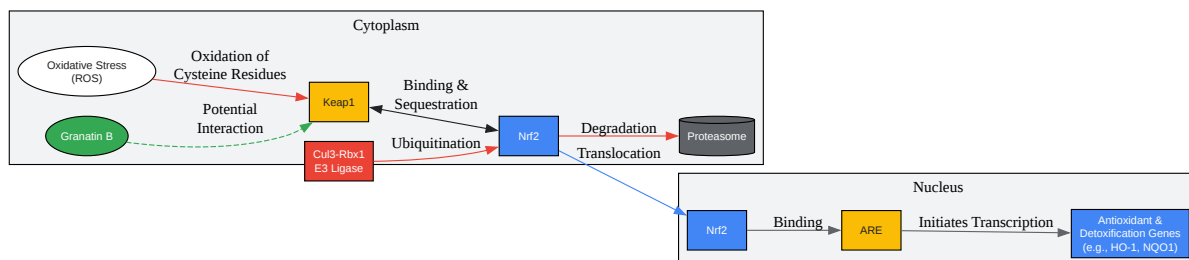 Cytoplasm
Oxidative Stress
(ROS)
Oxidation of
Cysteine Residues
Keap1
Binding &
Sequestration
Potential
Interaction
Granatin B
Cul3-Rbx1
E3 Ligase
Ubiquitination
Nrf2
Degradation
Proteasome
Translocation
Nucleus
Nrf2
Binding
ARE
Initiates Transcription
Antioxidant &
Detoxification Genes
(e.g., HO-1, NQO1)